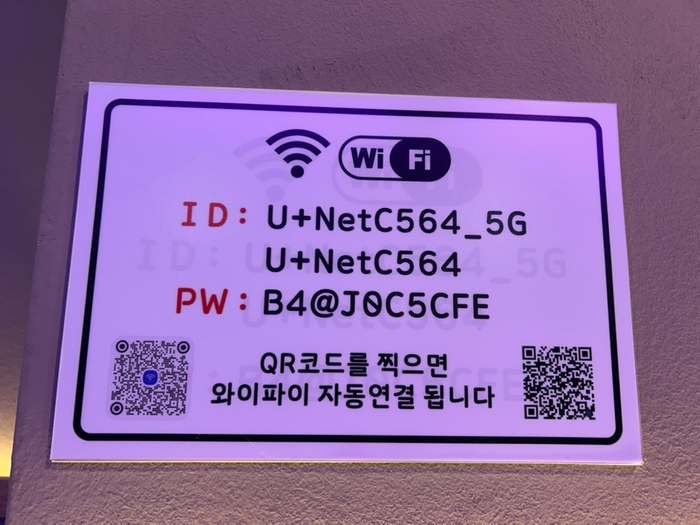 Wi Fi
ID: U+NetC564_5G
U+NetC564
PW: B4@J0C5CFE
QR코드를 찍으면
와이파이 자동연결 됩니다